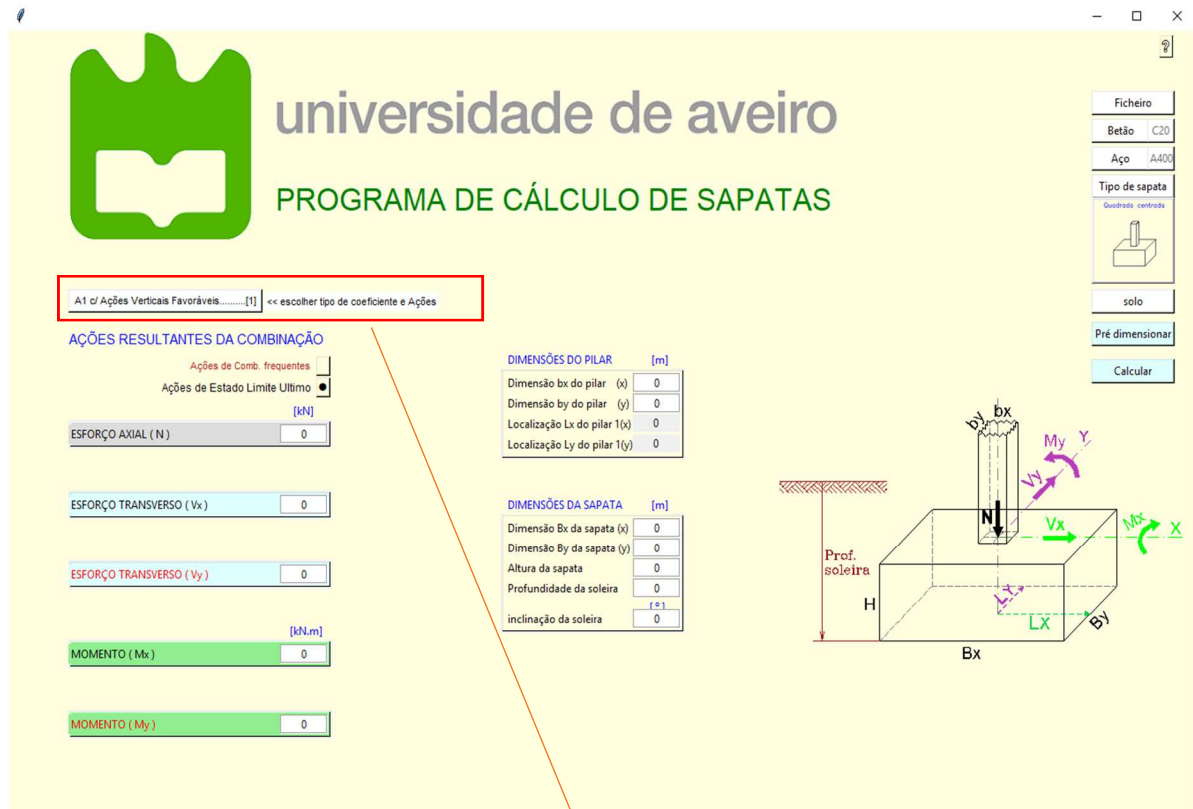 universidade de aveiro
PROGRAMA DE CÁLCULO DE SAPATAS
Ficheiro
Betão C20
Aço A400
Tipo de sapata
Quadrada centrada
solo
Pré dimensionar
Calcular
A1 c/ Ações Verticais Favoráveis..........[1] << escolher tipo de coeficiente e Ações
AÇÕES RESULTANTES DA COMBINAÇÃO
Ações de Comb. frequentes
Ações de Estado Limite Ultimo
[kN]
ESFORÇO AXIAL ( N ) 0
ESFORÇO TRANSVERSO ( Vx ) 0
ESFORÇO TRANSVERSO ( Vy ) 0
[kN.m]
MOMENTO ( Mx ) 0
MOMENTO ( My ) 0
DIMENSÕES DO PILAR [m]
Dimensão bx do pilar (x) 0
Dimensão by do pilar (y) 0
Localização Lx do pilar 1(x) 0
Localização Ly do pilar 1(y) 0
DIMENSÕES DA SAPATA [m]
Dimensão Bx da sapata (x) 0
Dimensão By da sapata (y) 0
Altura da sapata 0
Profundidade da soleira 0
[ º ]
inclinação da soleira 0
by bx
My Y
Vy
N Vx Mx X
Prof.
soleira
H
LY
LX
By
Bx
?